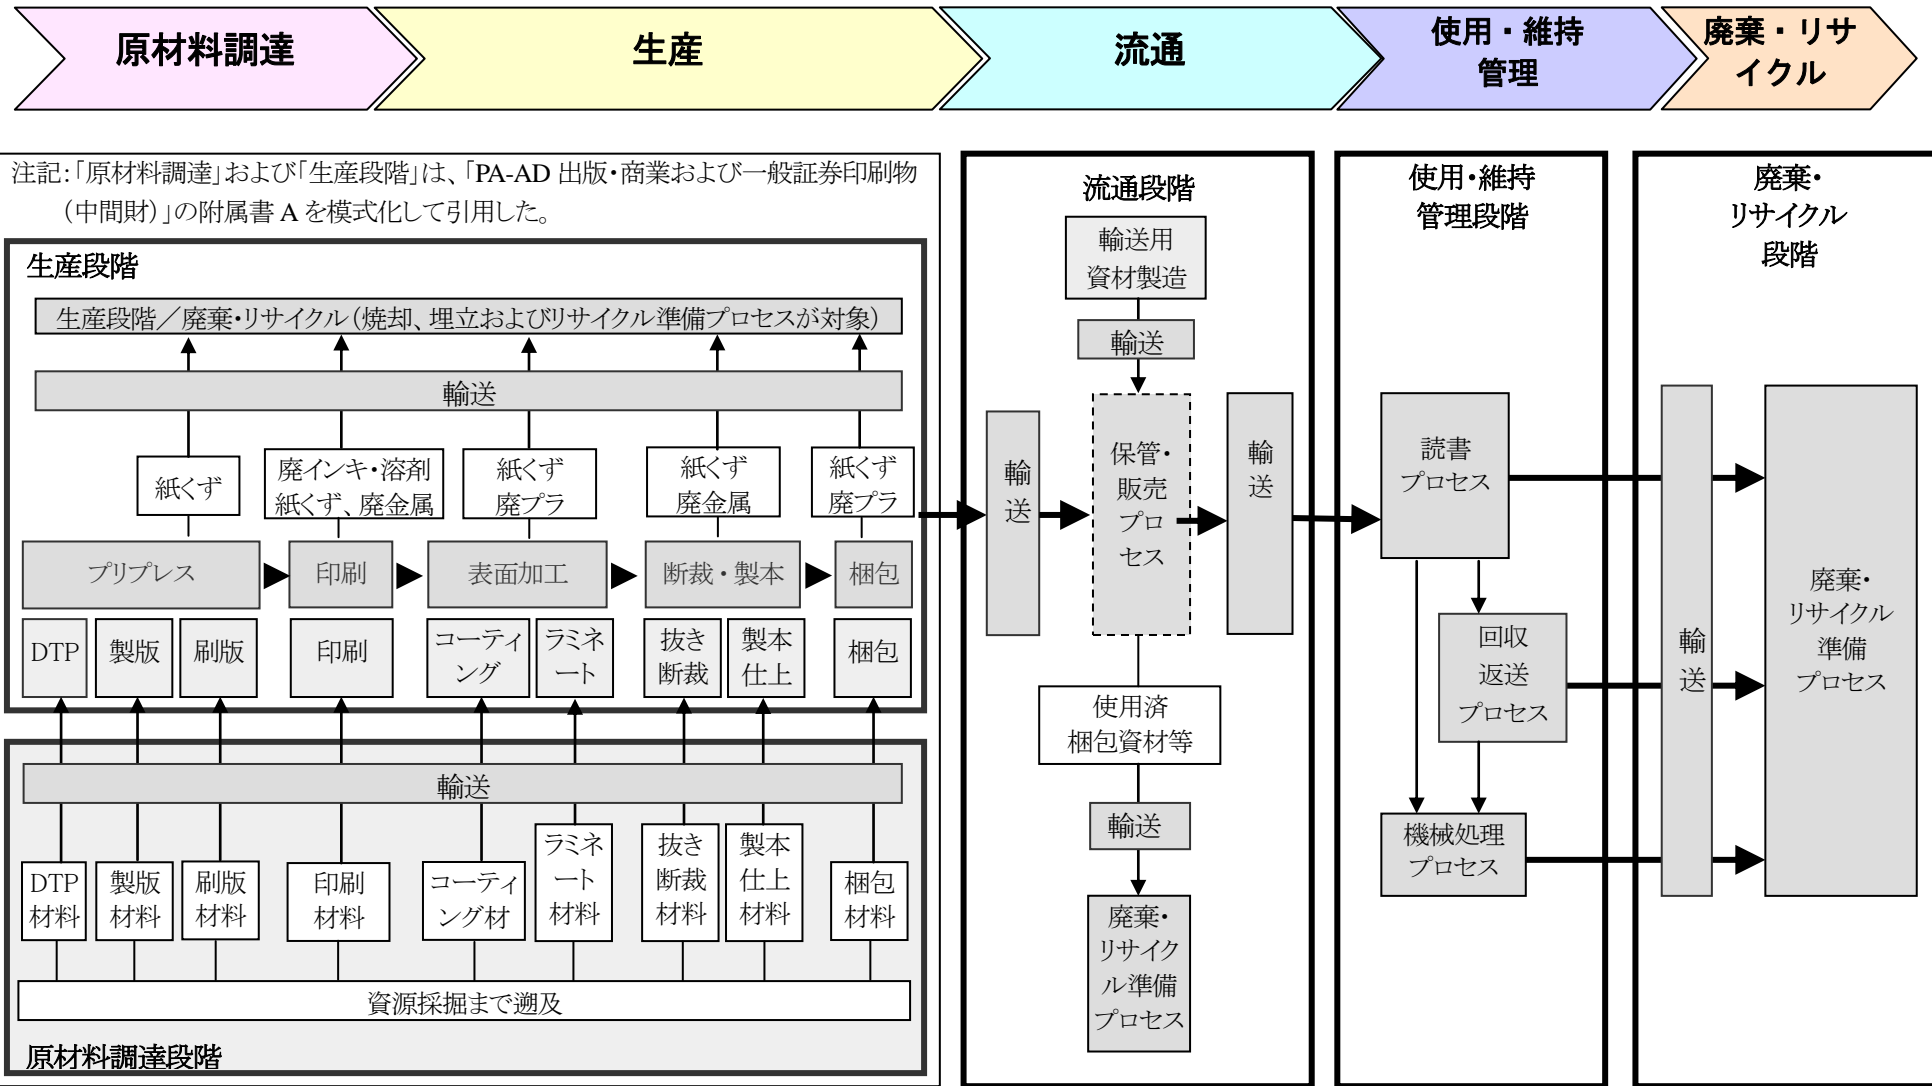 原材料調達
生産
流通
使用・維持
管理
廃棄・リサ
イクル
注記:「原材料調達」および「生産段階」は、「PA-AD 出版・商業および一般証券印刷物
(中間財)」の附属書 A を模式化して引用した。
生産段階
生産段階／廃棄・リサイクル(焼却、埋立およびリサイクル準備プロセスが対象)
輸送
紙くず
廃インキ・溶剤
紙くず、廃金属
紙くず
廃プラ
紙くず
廃金属
紙くず
廃プラ
プリプレス
印刷
表面加工
断裁・製本
梱包
DTP
製版
刷版
印刷
コーティ
ング
ラミネ
ート
抜き
断裁
製本
仕上
梱包
輸送
DTP
材料
製版
材料
刷版
材料
印刷
材料
コーティ
ング材
ラミネ
ート
材料
抜き
断裁
材料
製本
仕上
材料
梱包
材料
資源採掘まで遡及
原材料調達段階
流通段階
輸送用
資材製造
輸送
輸
送
保管・
販売
プロ
セス
輸
送
使用済
梱包資材等
輸送
廃棄・
リサイク
ル準備
プロセス
使用・維持
管理段階
読書
プロセス
回収
返送
プロセス
機械処理
プロセス
廃棄・
リサイクル
段階
輸
送
廃棄・
リサイクル
準備
プロセス